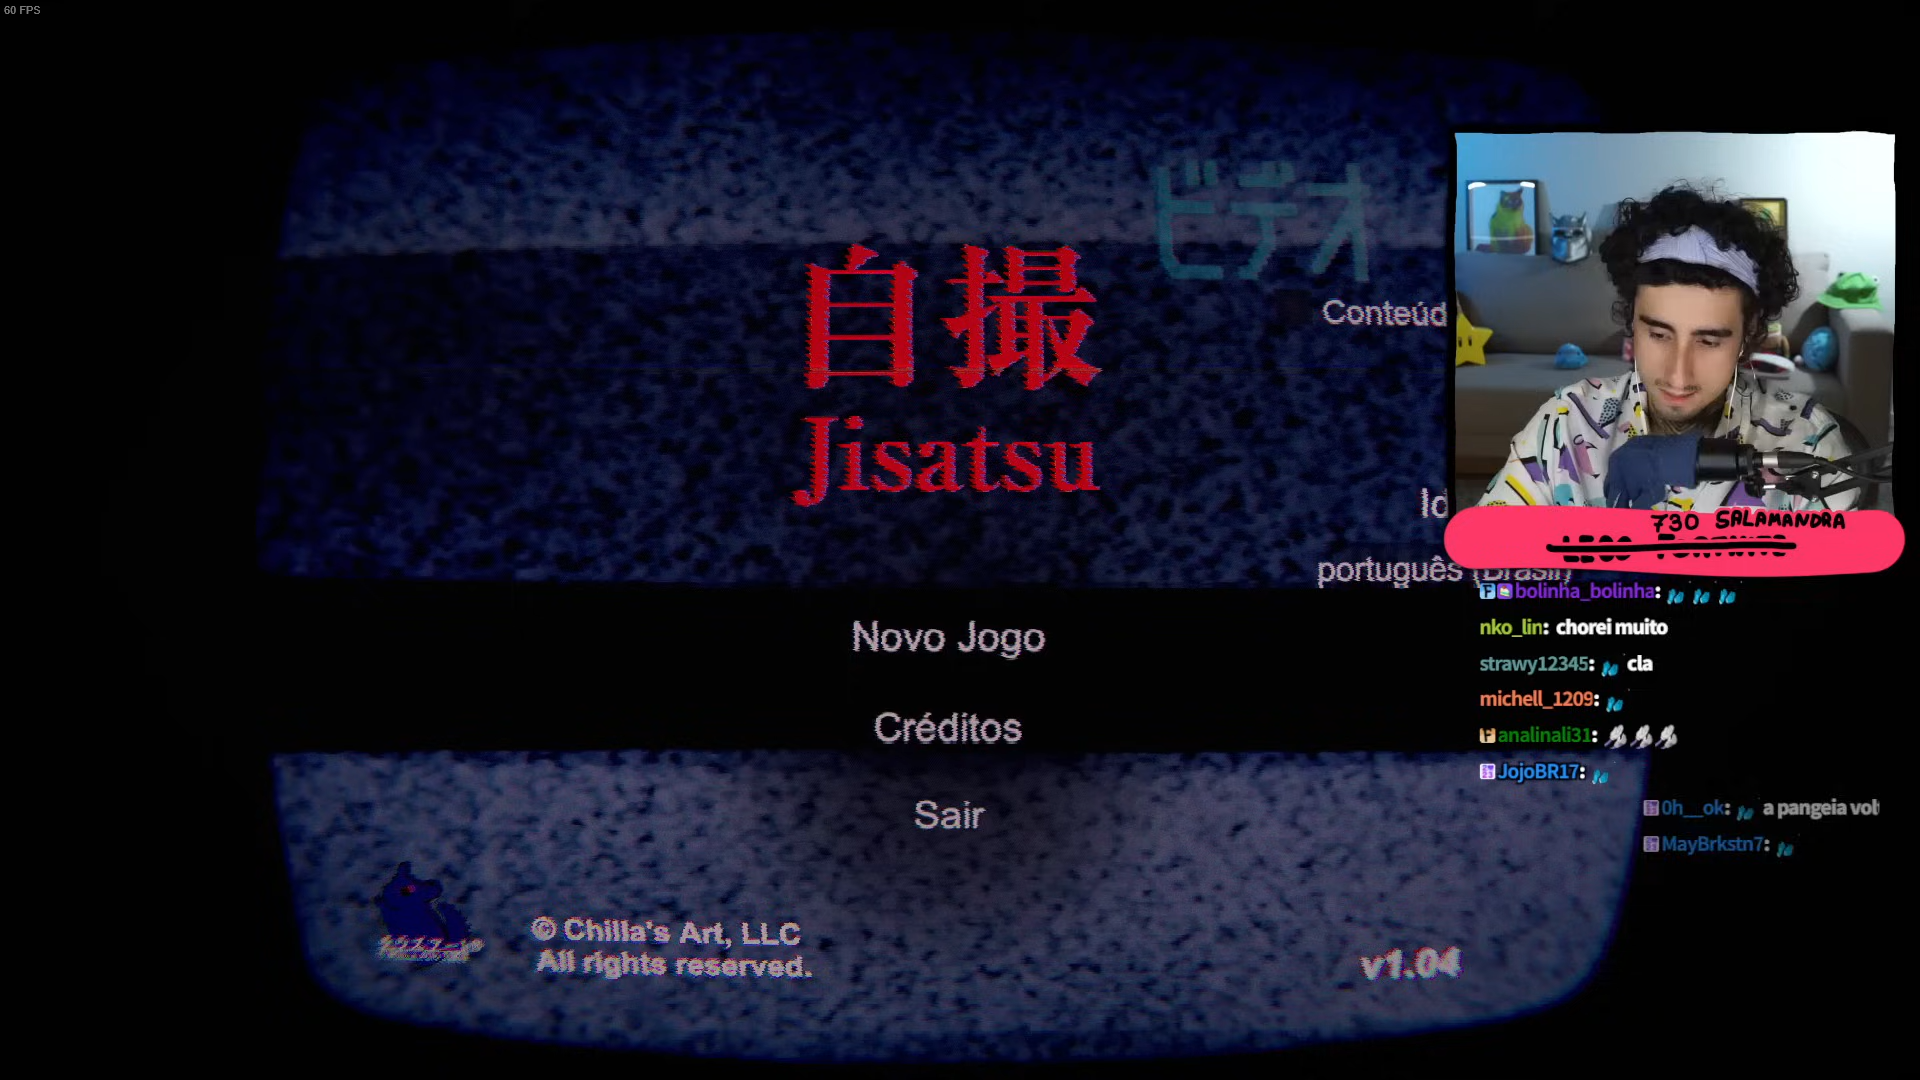 60 FPS
ビデオ
自撮
Conteúd
Jisatsu
730 SALAMANDRA
português (Brasil)
Novo Jogo
Créditos
Sair
© Chilla's Art, LLC
All rights reserved.
v1.04
bolinha_bolinha:
nko_lin: chorei muito
strawy12345: cla
michell_1209:
analinali31:
JojoBR17:
0h__ok: a pangeia vol
MayBrkstn7: